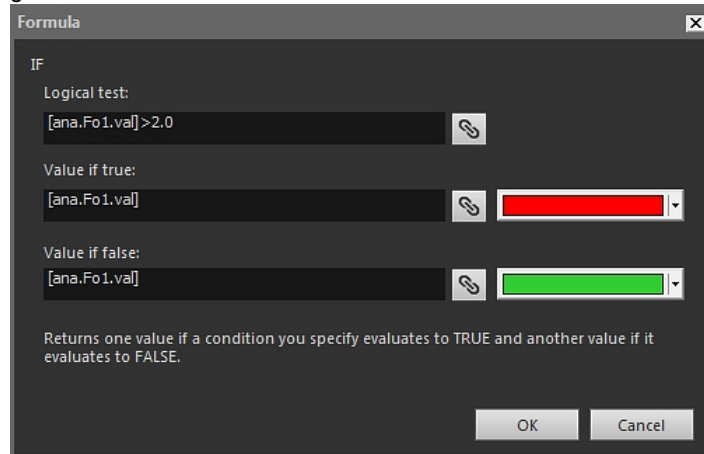 Formula
IF
Logical test:
[ana.Fo1.val]>2.0
Value if true:
[ana.Fo1.val]
Value if false:
[ana.Fo1.val]
Returns one value if a condition you specify evaluates to TRUE and another value if it
evaluates to FALSE.
OK Cancel